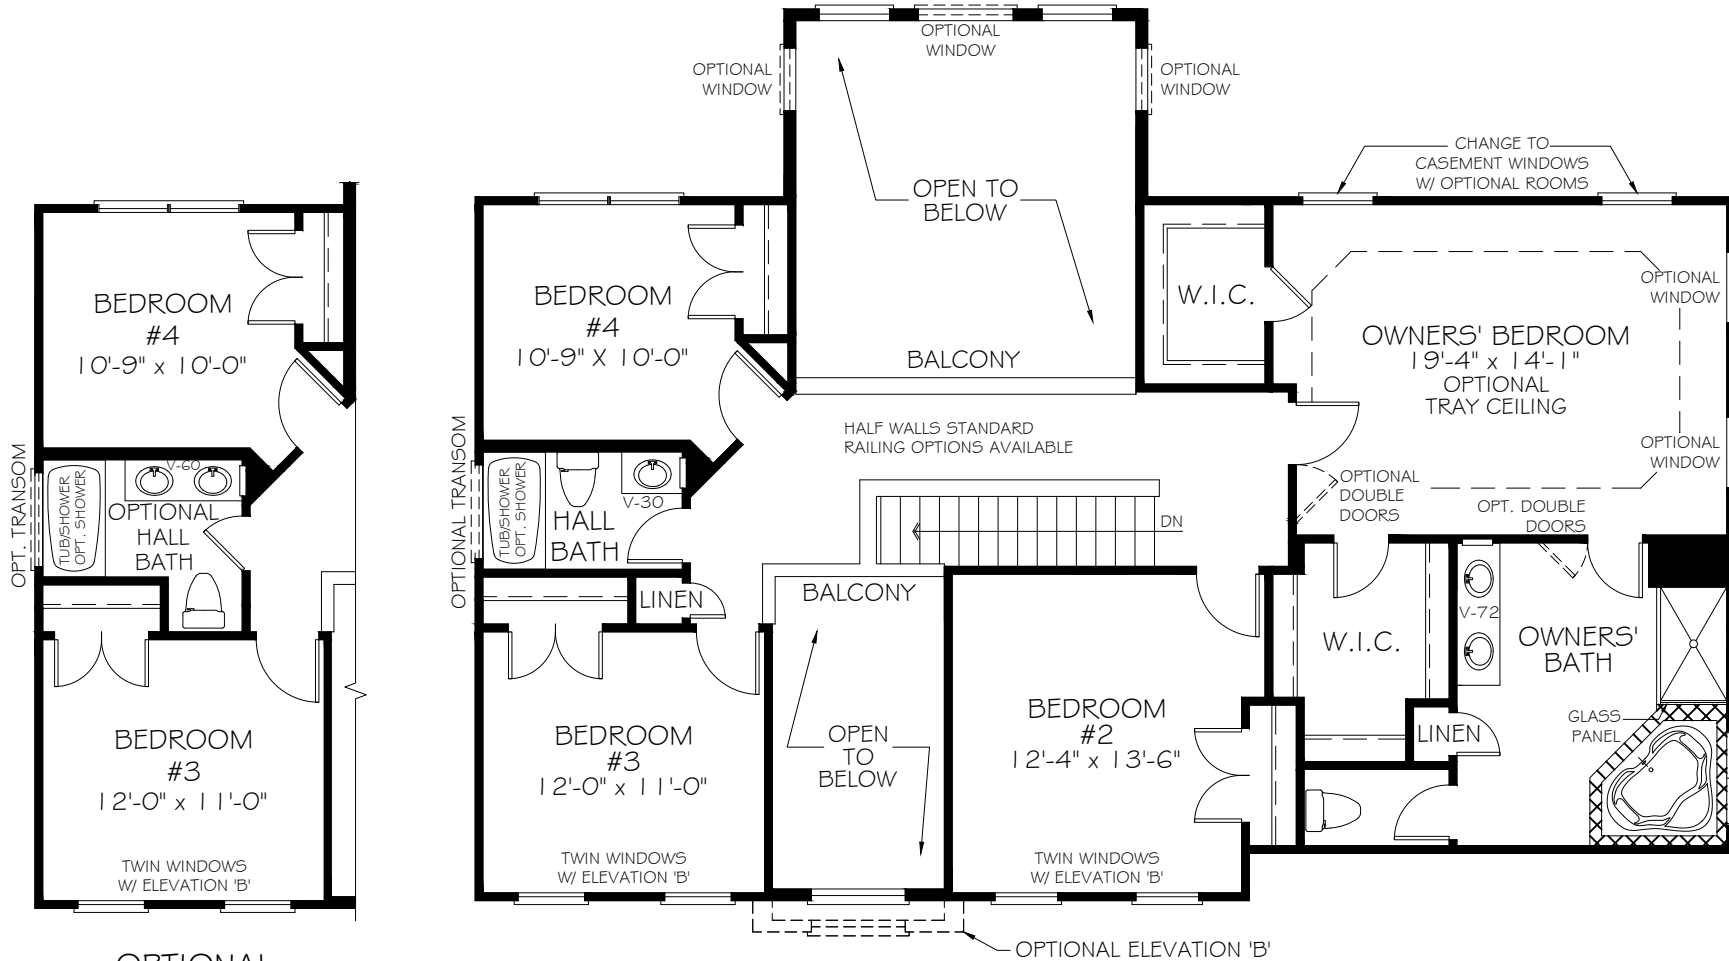 BEDROOM
#4
10'-9" x 10'-0"
V-60
OPT. TRANSOM
TUB/SHOWER
OPT. SHOWER
OPTIONAL
HALL
BATH
BEDROOM
#3
12'-0" x 11'-0"
TWIN WINDOWS
W/ ELEVATION 'B'
OPTIONAL
OPTIONAL
WINDOW
OPTIONAL
WINDOW
OPTIONAL
WINDOW
OPEN TO
BELOW
BALCONY
BEDROOM
#4
10'-9" X 10'-0"
HALF WALLS STANDARD
RAILING OPTIONS AVAILABLE
OPTIONAL TRANSOM
TUB/SHOWER
OPT. SHOWER
V-30
HALL
BATH
LINEN
DN
BALCONY
BEDROOM
#3
12'-0" x 11'-0"
TWIN WINDOWS
W/ ELEVATION 'B'
OPEN
TO
BELOW
BEDROOM
#2
12'-4" x 13'-6"
TWIN WINDOWS
W/ ELEVATION 'B'
OPTIONAL ELEVATION 'B'
CHANGE TO
CASEMENT WINDOWS
W/ OPTIONAL ROOMS
W.I.C.
OPTIONAL
WINDOW
OWNERS' BEDROOM
19'-4" x 14'-1"
OPTIONAL
TRAY CEILING
OPTIONAL
WINDOW
OPTIONAL
DOUBLE
DOORS
OPT. DOUBLE
DOORS
V-72
W.I.C.
OWNERS'
BATH
GLASS
PANEL
LINEN